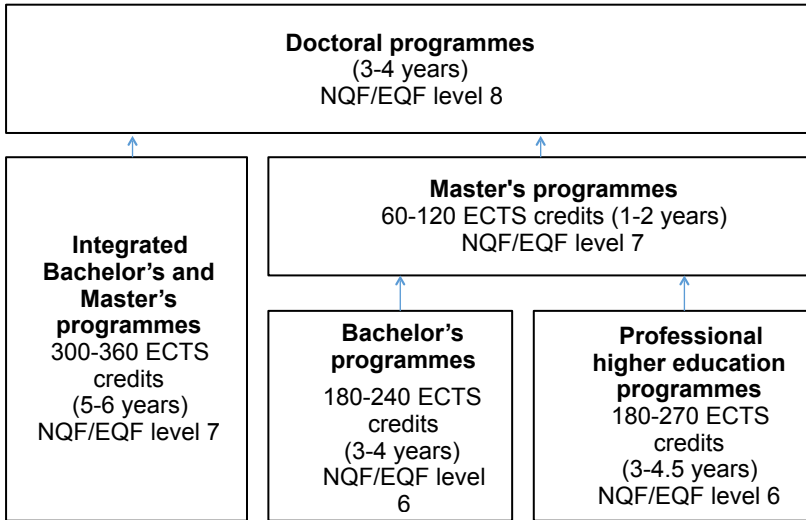 Doctoral programmes
(3-4 years)
NQF/EQF level 8
Integrated
Bachelor’s and
Master’s
programmes
300-360 ECTS
credits
(5-6 years)
NQF/EQF level 7
Master's programmes
60-120 ECTS credits (1-2 years)
NQF/EQF level 7
Bachelor’s
programmes
180-240 ECTS
credits
(3-4 years)
NQF/EQF level
6
Professional
higher education
programmes
180-270 ECTS
credits
(3-4.5 years)
NQF/EQF level 6